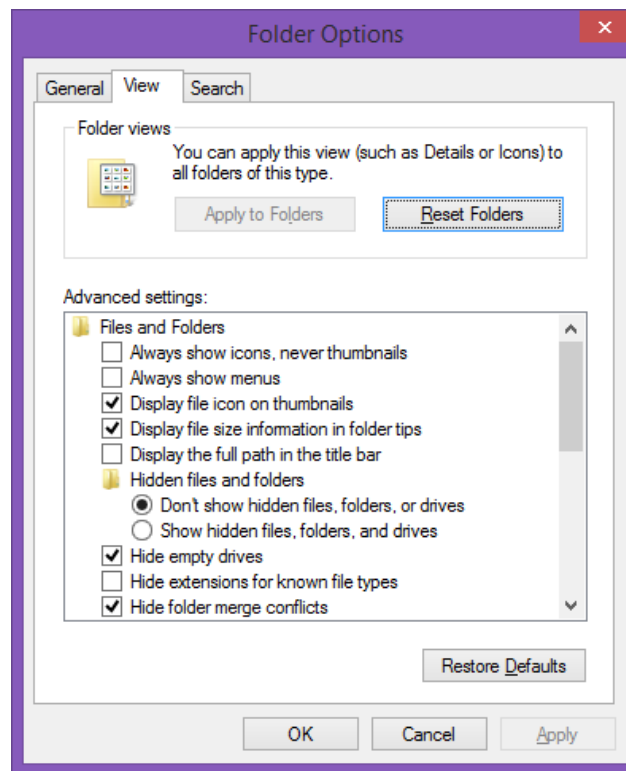 Folder Options
General View Search
Folder views
You can apply this view (such as Details or Icons) to
all folders of this type.
Apply to Folders Reset Folders
Advanced settings:
Files and Folders
Always show icons, never thumbnails
Always show menus
Display file icon on thumbnails
Display file size information in folder tips
Display the full path in the title bar
Hidden files and folders
Don't show hidden files, folders, or drives
Show hidden files, folders, and drives
Hide empty drives
Hide extensions for known file types
Hide folder merge conflicts
Restore Defaults
OK Cancel Apply